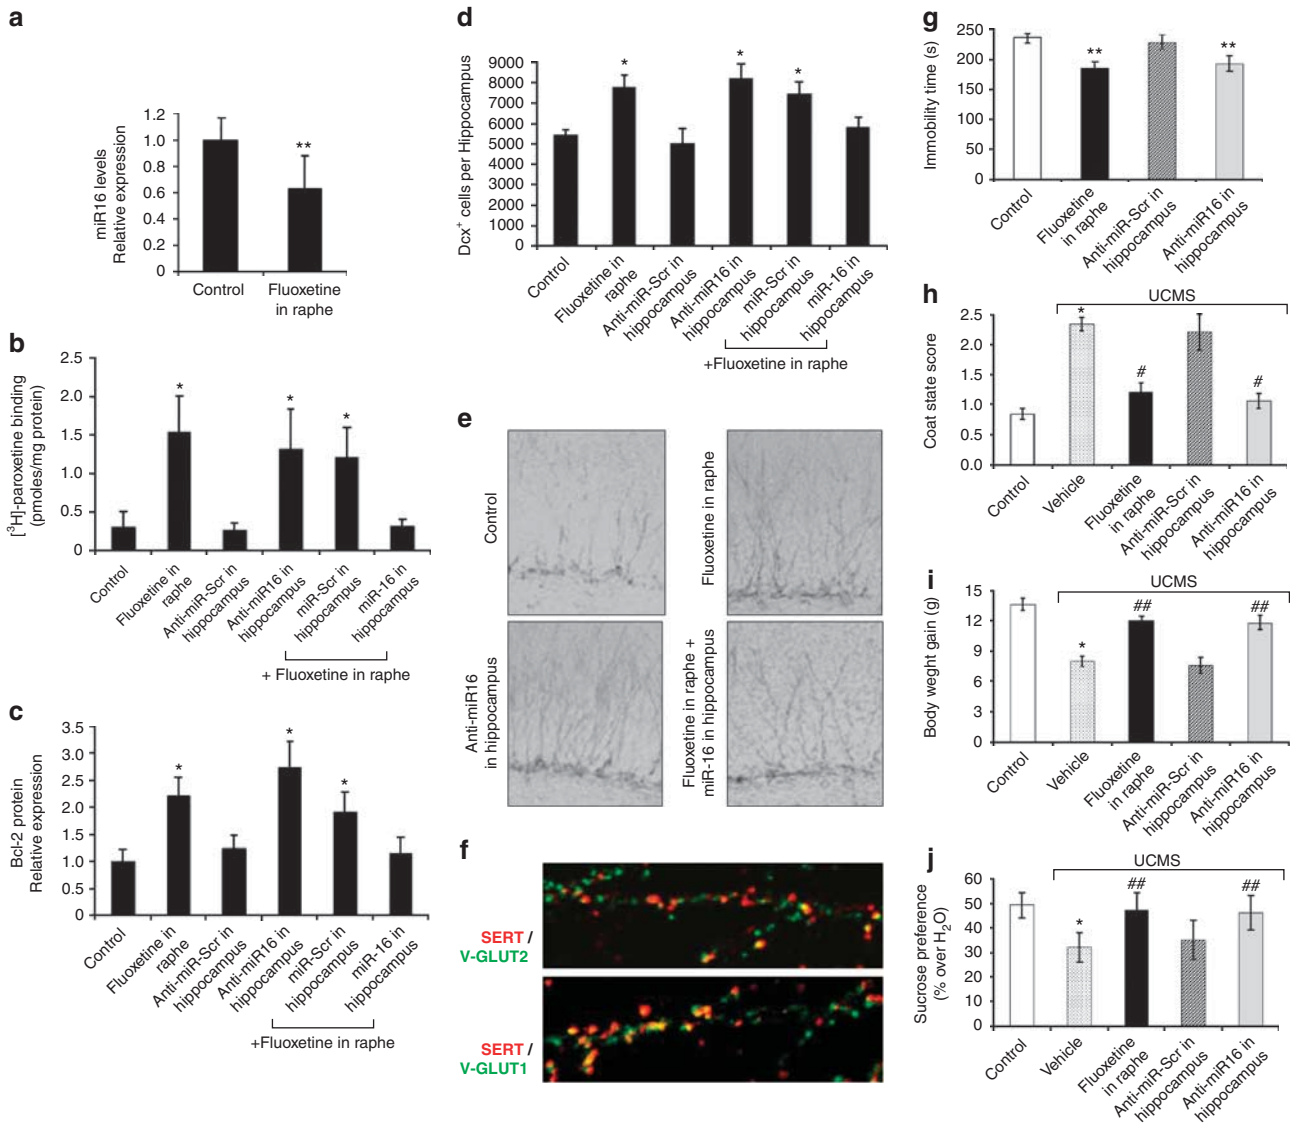 a
miR16 levels
Relative expression
1.2
1.0
0.8
0.6
0.4
0.2
0
**
Control
Fluoxetine
in raphe
b
[³H]-paroxetine binding
(pmoles/mg protein)
2.5
2.0
1.5
1.0
0.5
0
*
*
*
Control
Fluoxetine in
raphe
Anti-miR-Scr in
hippocampus
Anti-miR16 in
hippocampus
miR-Scr in
hippocampus
miR-16 in
hippocampus
+ Fluoxetine in raphe
c
Bcl-2 protein
Relative expression
3.5
3.0
2.5
2.0
1.5
1.0
0.5
0
*
*
*
Control
Fluoxetine in
raphe
Anti-miR-Scr in
hippocampus
Anti-miR16 in
hippocampus
miR-Scr in
hippocampus
miR-16 in
hippocampus
+Fluoxetine in raphe
d
Dcx⁺ cells per Hippocampus
9000
8000
7000
6000
5000
4000
3000
2000
1000
0
*
*
*
Control
Fluoxetine in
raphe
Anti-miR-Scr in
hippocampus
Anti-miR16 in
hippocampus
miR-Scr in
hippocampus
miR-16 in
hippocampus
+Fluoxetine in raphe
e
Control
Fluoxetine in raphe
Anti-miR16
in hippocampus
Fluoxetine in raphe +
miR-16 in hippocampus
f
SERT /
V-GLUT2
SERT /
V-GLUT1
g
Immobility time (s)
250
200
150
100
50
0
**
**
Control
Fluoxetine
in raphe
Anti-miR-Scr in
hippocampus
Anti-miR16 in
hippocampus
h
UCMS
Coat state score
2.5
2.0
1.5
1.0
0.5
0.0
*
#
#
Control
Vehicle
Fluoxetine
in raphe
Anti-miR-Scr in
hippocampus
Anti-miR16 in
hippocampus
i
UCMS
Body weght gain (g)
15
12
9
6
3
0
*
##
##
Control
Vehicle
Fluoxetine
in raphe
Anti-miR-Scr in
hippocampus
Anti-miR16 in
hippocampus
j
UCMS
Sucrose preference
(% over H₂O)
60
50
40
30
20
10
0
*
##
##
Control
Vehicle
Fluoxetine
in raphe
Anti-miR-Scr in
hippocampus
Anti-miR16 in
hippocampus